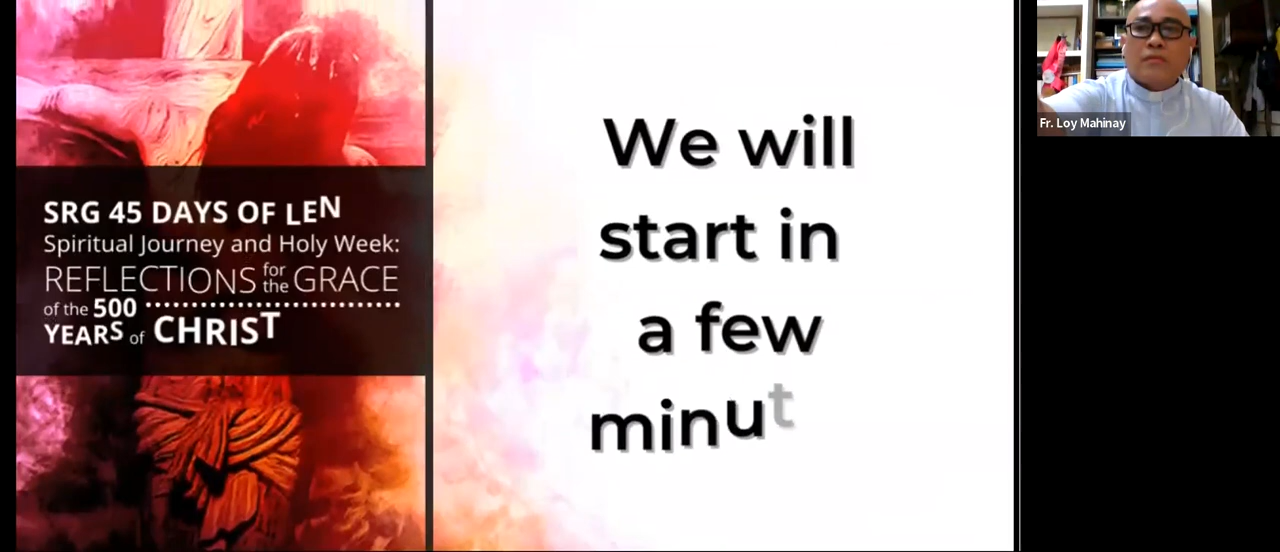 SRG 45 DAYS OF LEN
Spiritual Journey and Holy Week:
REFLECTIONS for the GRACE
of the 500
YEARS of CHRIST
We will
start in
a few
minut
Fr. Loy Mahinay